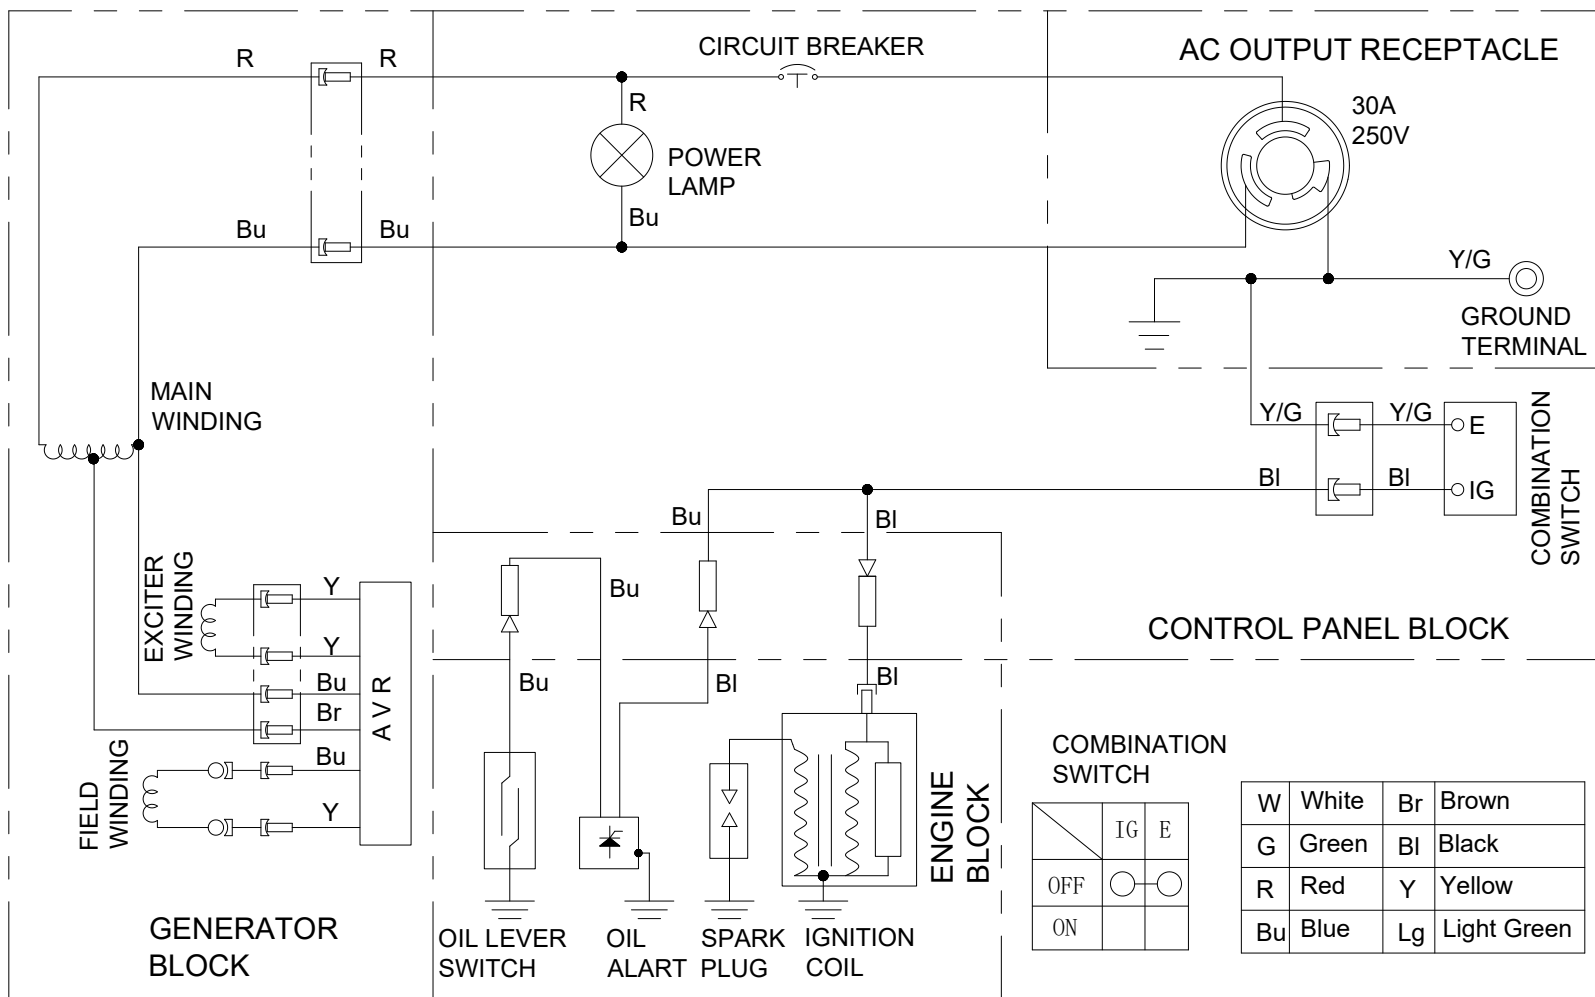 CIRCUIT BREAKER
AC OUTPUT RECEPTACLE
R
R
R
30A
250V
POWER
LAMP
Bu
Bu
Bu
Y/G
GROUND
TERMINAL
MAIN
WINDING
Y/G
Y/G
E
Bl
Bl
IG
COMBINATION
SWITCH
Bu
Bl
EXCITER
WINDING
Y
Y
Bu
Br
Bu
Y
AVR
FIELD
WINDING
Bu
Bu
Bl
Bl
CONTROL PANEL BLOCK
ENGINE
BLOCK
GENERATOR
BLOCK
OIL LEVER
SWITCH
OIL
ALART
SPARK
PLUG
IGNITION
COIL
COMBINATION
SWITCH
IG E
OFF
ON
W White Br Brown
G Green Bl Black
R Red Y Yellow
Bu Blue Lg Light Green